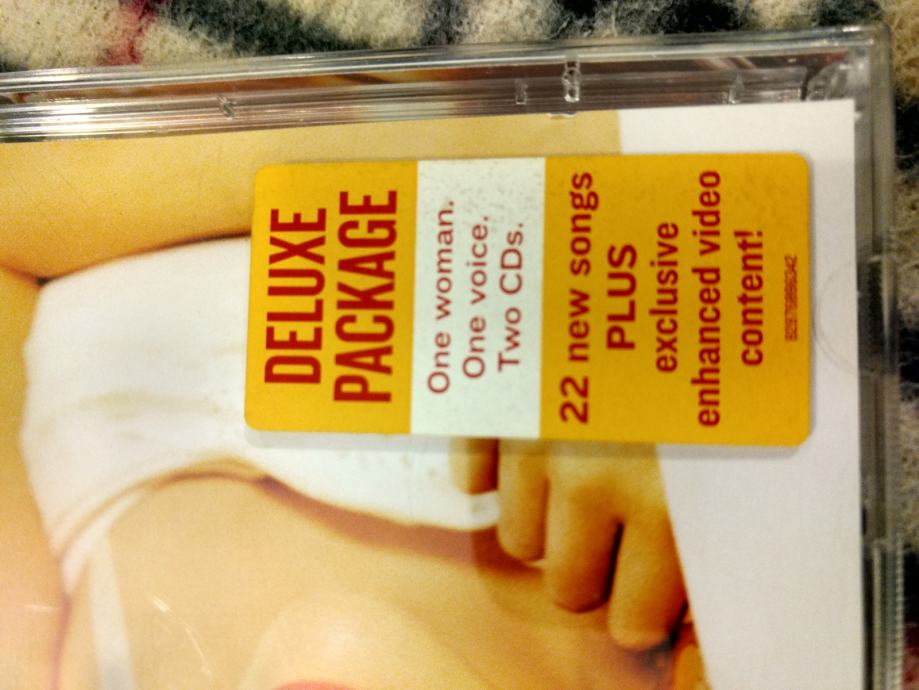 DELUXE
PACKAGE
One woman.
One voice.
Two CDs.
22 new songs
PLUS
exclusive
enhanced video
content!